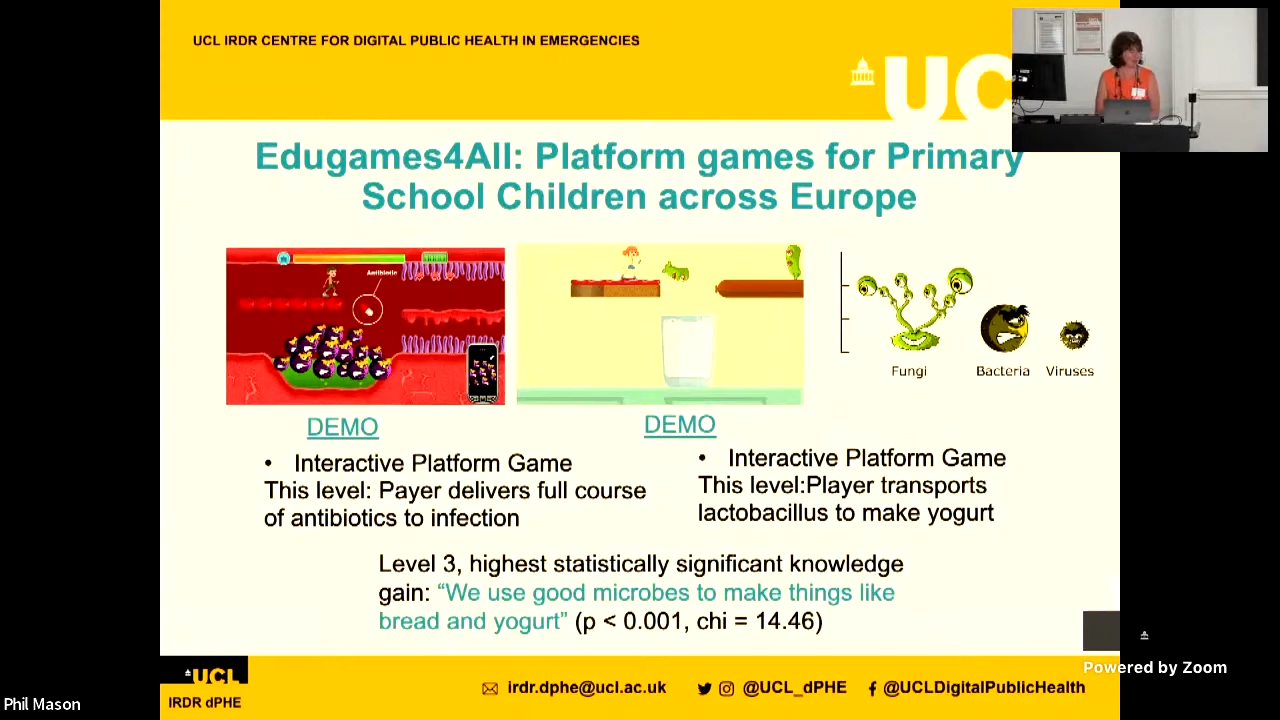 UCL IRDR CENTRE FOR DIGITAL PUBLIC HEALTH IN EMERGENCIES
UC
Edugames4All: Platform games for Primary
School Children across Europe
Antibiotic
Fungi
Bacteria
Viruses
DEMO
DEMO
• Interactive Platform Game
This level: Payer delivers full course
of antibiotics to infection
• Interactive Platform Game
This level:Player transports
lactobacillus to make yogurt
Level 3, highest statistically significant knowledge
gain: “We use good microbes to make things like
bread and yogurt” (p < 0.001, chi = 14.46)
Powered by Zoom
UCL
IRDR dPHE
irdr.dphe@ucl.ac.uk
@UCL_dPHE
@UCLDigitalPublicHealth
Phil Mason